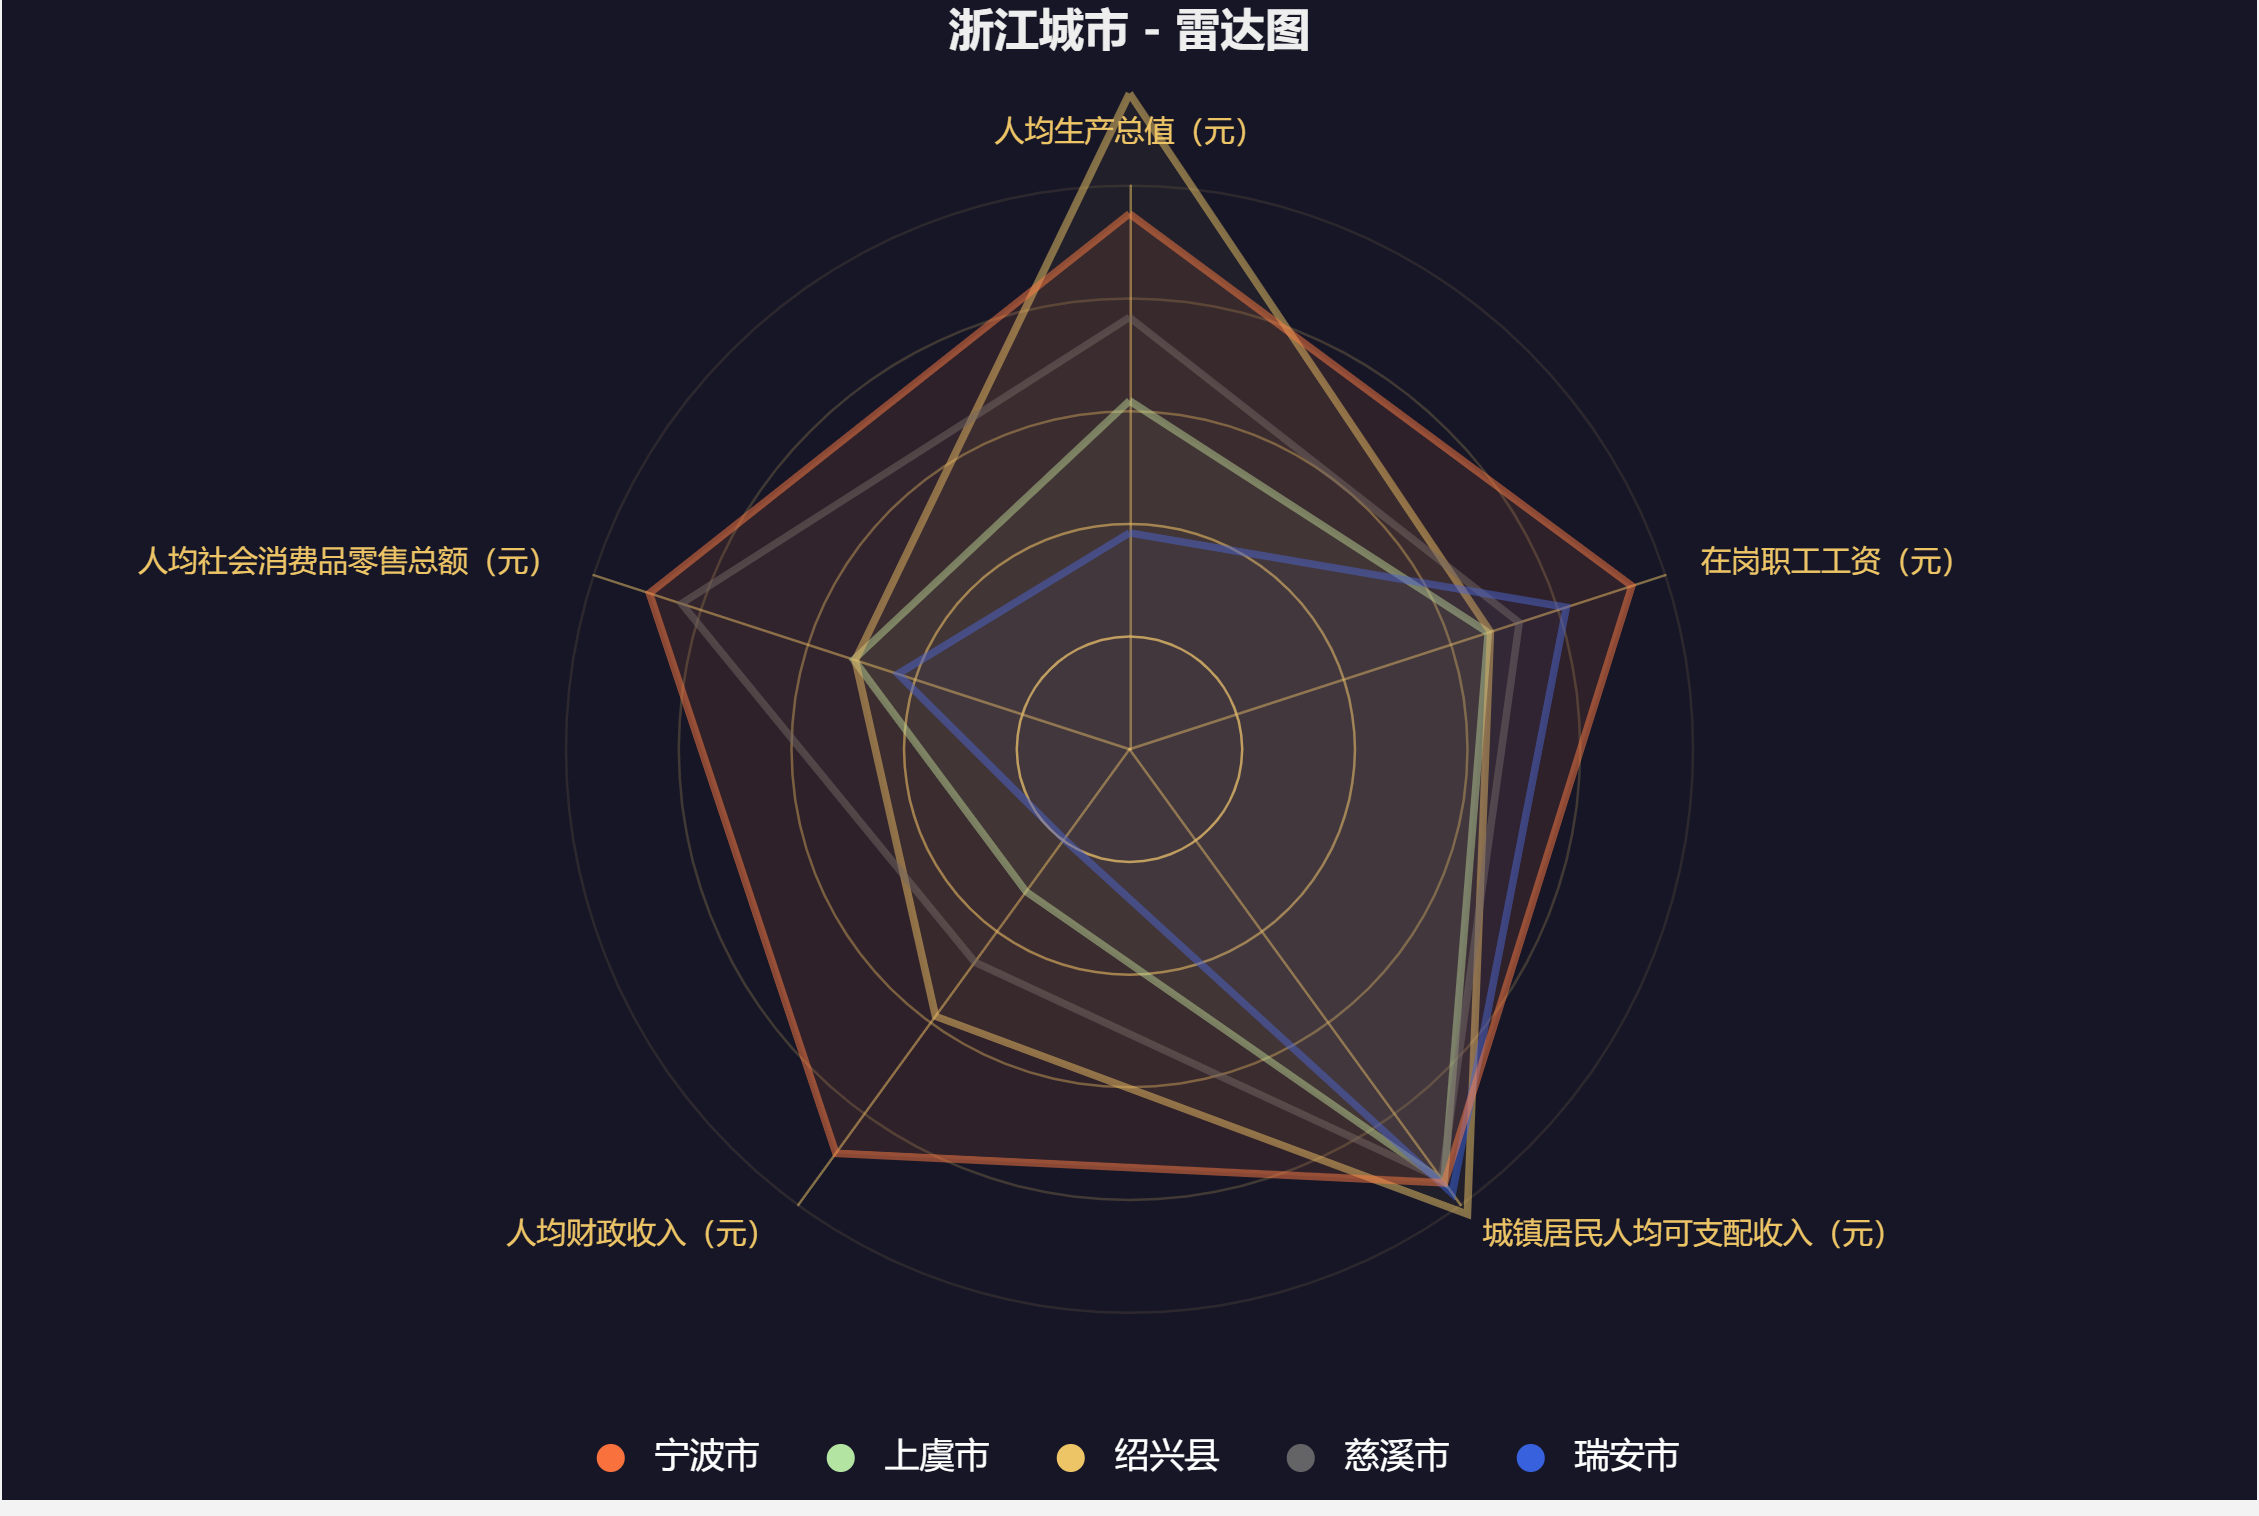 浙江城市 - 雷达图
人均生产总值（元）
人均社会消费品零售总额（元）
在岗职工工资（元）
人均财政收入（元）
城镇居民人均可支配收入（元）
宁波市
上虞市
绍兴县
慈溪市
瑞安市